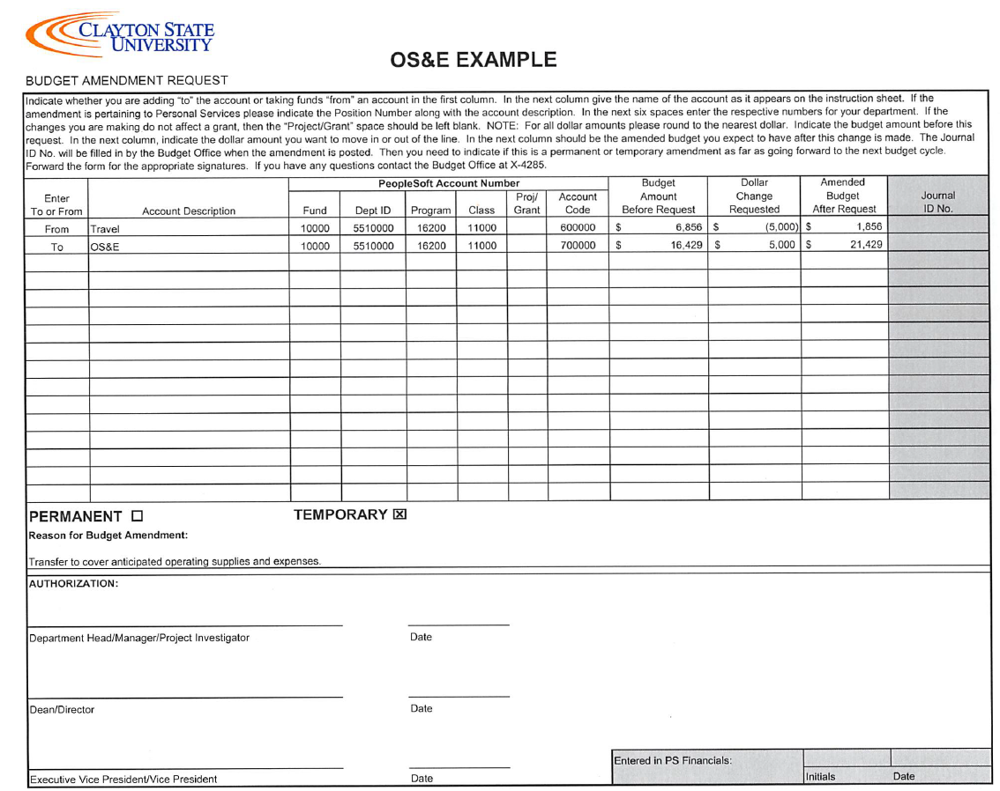 CLAYTON STATE
UNIVERSITY
OS&E EXAMPLE
BUDGET AMENDMENT REQUEST
Indicate whether you are adding "to" the account or taking funds "from" an account in the first column. In the next column give the name of the account as it appears on the instruction sheet. If the
amendment is pertaining to Personal Services please indicate the Position Number along with the account description. In the next six spaces enter the respective numbers for your department. If the
changes you are making do not affect a grant, then the "Project/Grant" space should be left blank. NOTE: For all dollar amounts please round to the nearest dollar. Indicate the budget amount before this
request. In the next column, indicate the dollar amount you want to move in or out of the line. In the next column should be the amended budget you expect to have after this change is made. The Journal
ID No. will be filled in by the Budget Office when the amendment is posted. Then you need to indicate if this is a permanent or temporary amendment as far as going forward to the next budget cycle.
Forward the form for the appropriate signatures. If you have any questions contact the Budget Office at X-4285.
PeopleSoft Account Number Budget Dollar Amended
Enter Proj/ Account Amount Change Budget Journal
To or From Account Description Fund Dept ID Program Class Grant Code Before Request Requested After Request ID No.
From Travel 10000 5510000 16200 11000 600000 $ 6,856 $ (5,000) $ 1,856
To OS&E 10000 5510000 16200 11000 700000 $ 16,429 $ 5,000 $ 21,429
PERMANENT ☐ TEMPORARY ☒
Reason for Budget Amendment:
Transfer to cover anticipated operating supplies and expenses.
AUTHORIZATION:
Department Head/Manager/Project Investigator Date
Dean/Director Date
Entered in PS Financials:
Executive Vice President/Vice President Date Initials Date